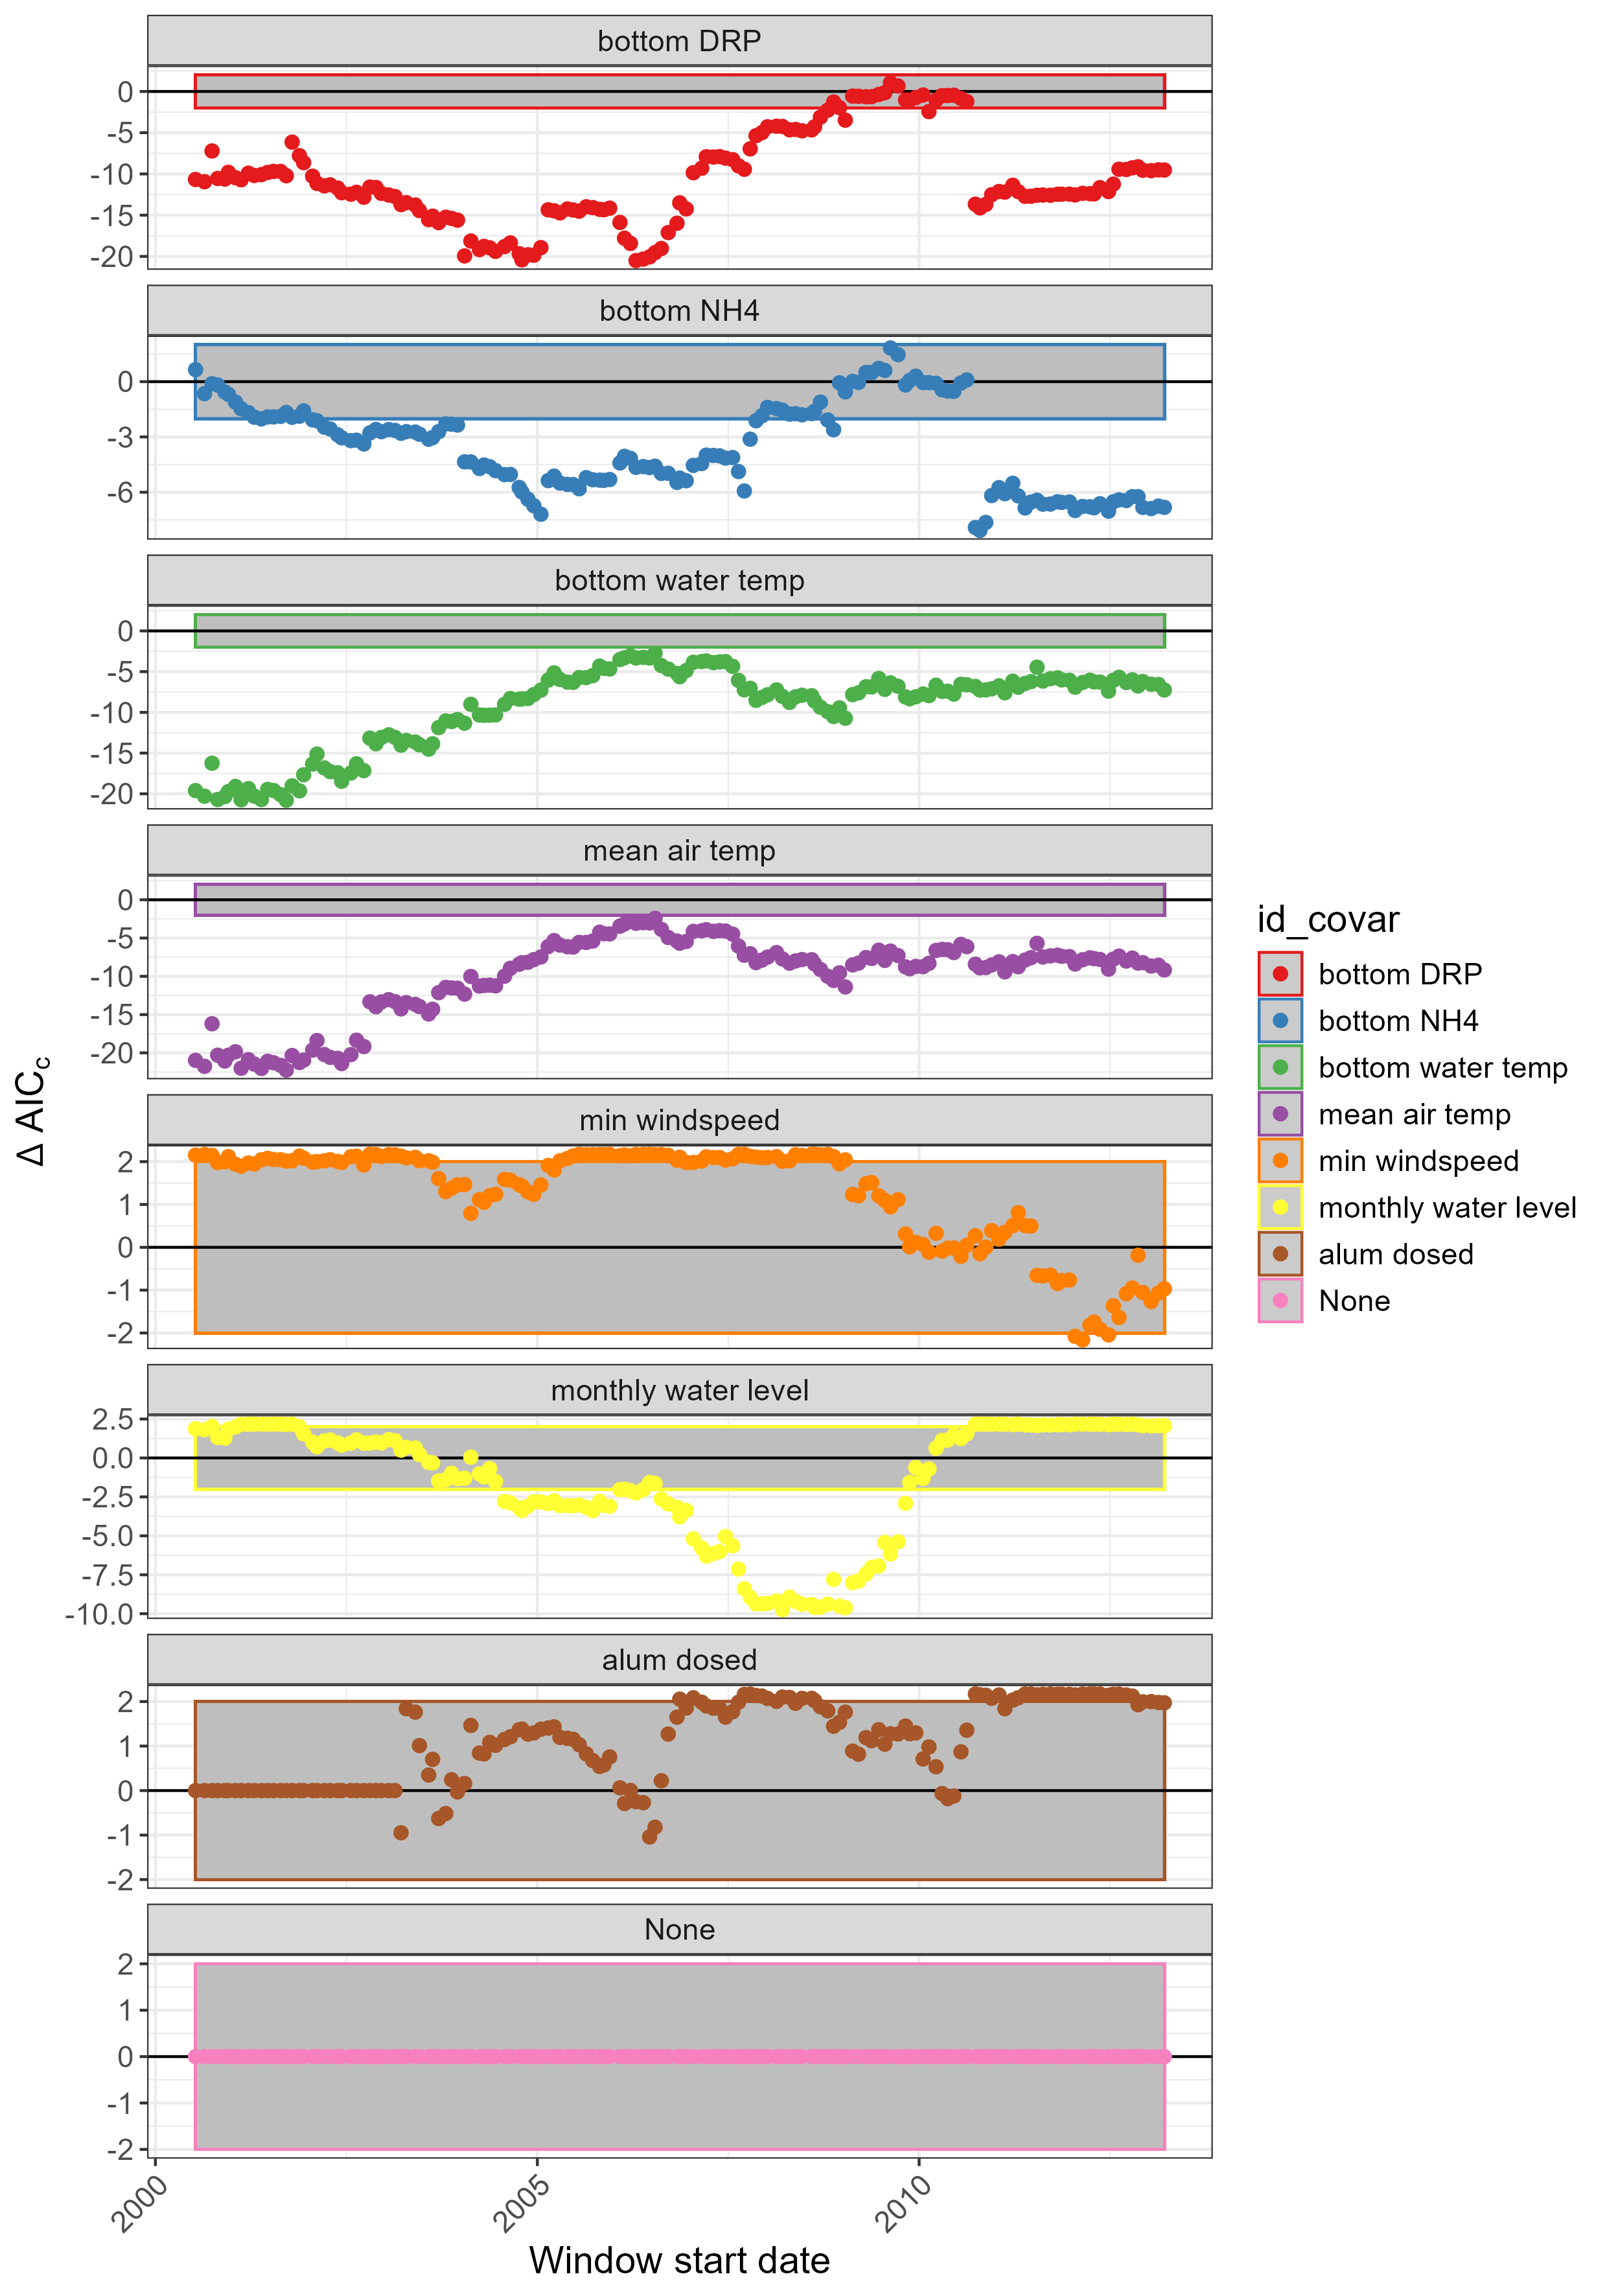 bottom DRP
0
-5
-10
-15
-20
bottom NH4
0
-3
-6
bottom water temp
0
-5
-10
-15
-20
mean air temp
0
-5
-10
-15
-20
min windspeed
2
1
0
-1
-2
monthly water level
2.5
0.0
-2.5
-5.0
-7.5
-10.0
alum dosed
2
1
0
-1
-2
None
2
1
0
-1
-2
2000
2005
2010
Window start date
Δ AICc
id_covar
bottom DRP
bottom NH4
bottom water temp
mean air temp
min windspeed
monthly water level
alum dosed
None